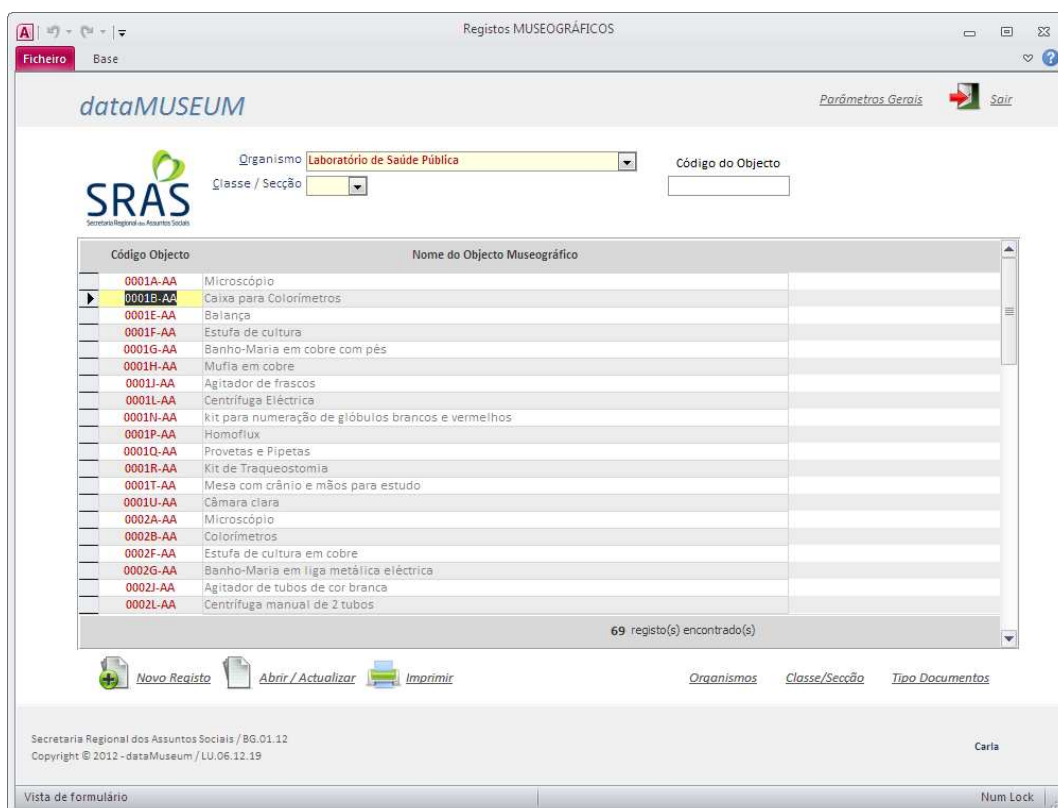 Registos MUSEOGRÁFICOS
Ficheiro Base
dataMUSEUM Parâmetros Gerais Sair
SRAS
Secretaria Regional dos Assuntos Sociais
Organismo Laboratório de Saúde Pública Código do Objecto
Classe / Secção
Código Objecto Nome do Objecto Museográfico
0001A-AA Microscópio
0001B-AA Caixa para Colorímetros
0001E-AA Balança
0001F-AA Estufa de cultura
0001G-AA Banho-Maria em cobre com pés
0001H-AA Mufla em cobre
0001J-AA Agitador de frascos
0001L-AA Centrífuga Eléctrica
0001N-AA kit para numeração de glóbulos brancos e vermelhos
0001P-AA Homoflux
0001Q-AA Provetas e Pipetas
0001R-AA Kit de Traqueostomia
0001T-AA Mesa com crânio e mãos para estudo
0001U-AA Câmara clara
0002A-AA Microscópio
0002B-AA Colorímetros
0002F-AA Estufa de cultura em cobre
0002G-AA Banho-Maria em liga metálica eléctrica
0002J-AA Agitador de tubos de cor branca
0002L-AA Centrífuga manual de 2 tubos
69 registo(s) encontrado(s)
Novo Registo Abrir / Actualizar Imprimir Organismos Classe/Secção Tipo Documentos
Secretaria Regional dos Assuntos Sociais / BG.01.12
Copyright © 2012 - dataMuseum / LU.06.12.19
Carla
Vista de formulário Num Lock